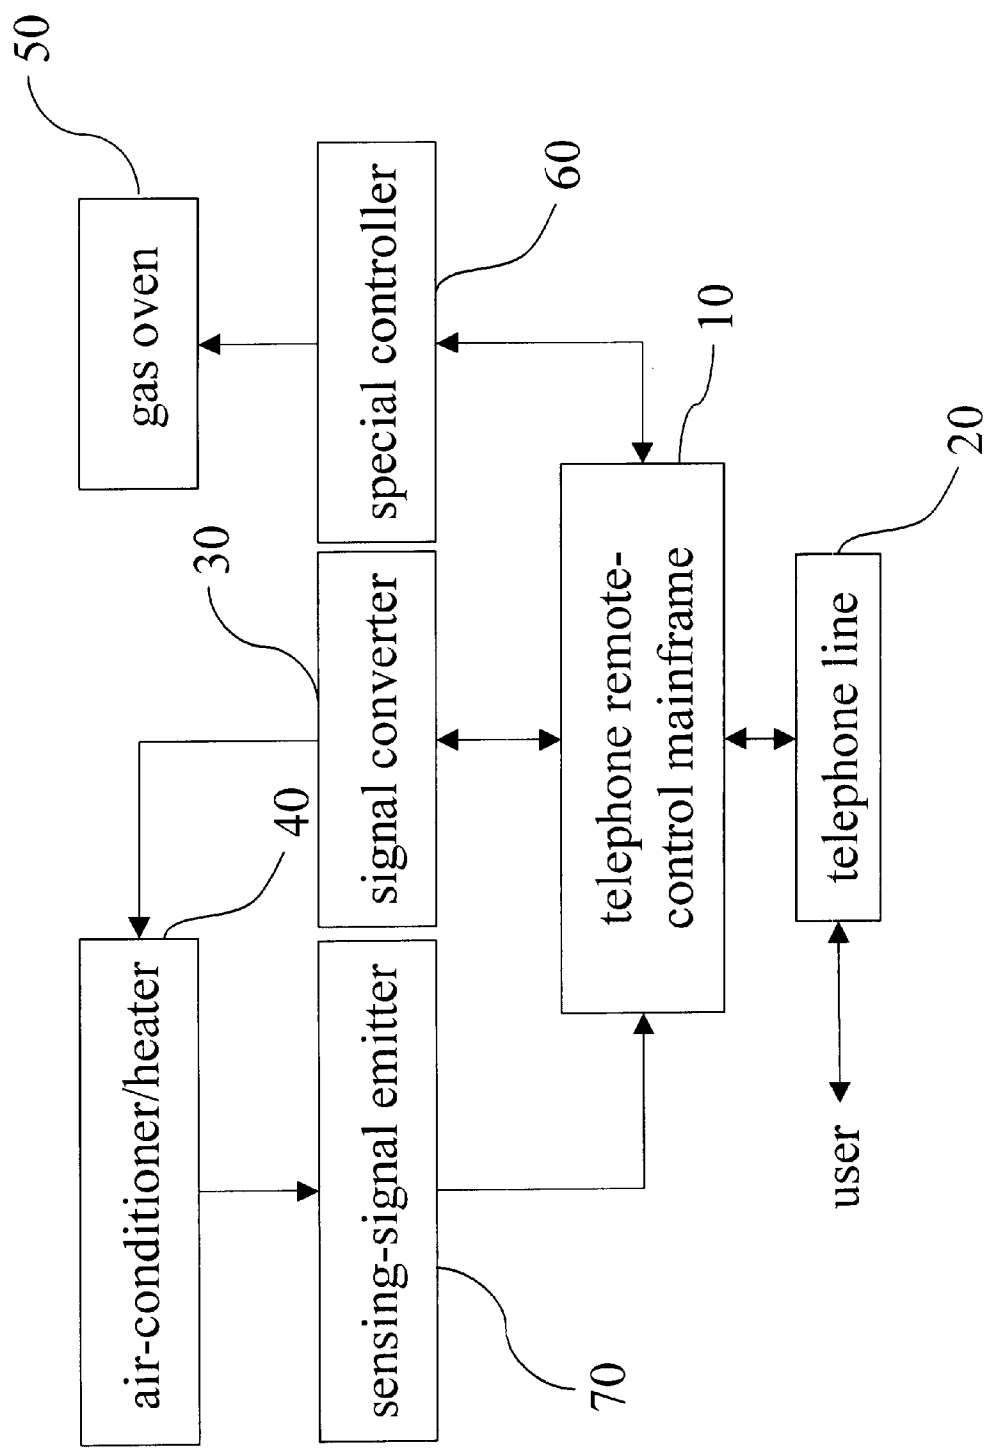 air-conditioner/heater
40
gas oven
50
sensing-signal emitter
70
signal converter
30
special controller
60
telephone remote-
control mainframe
10
user
telephone line
20